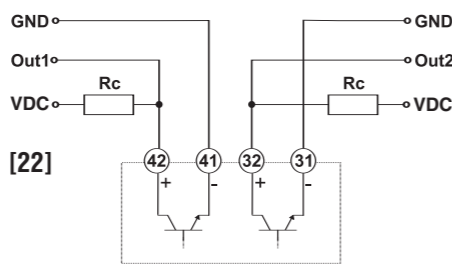 GND GND
Out1 Out2
Rc Rc
VDC VDC
[22] 42 41 32 31
+ - + -